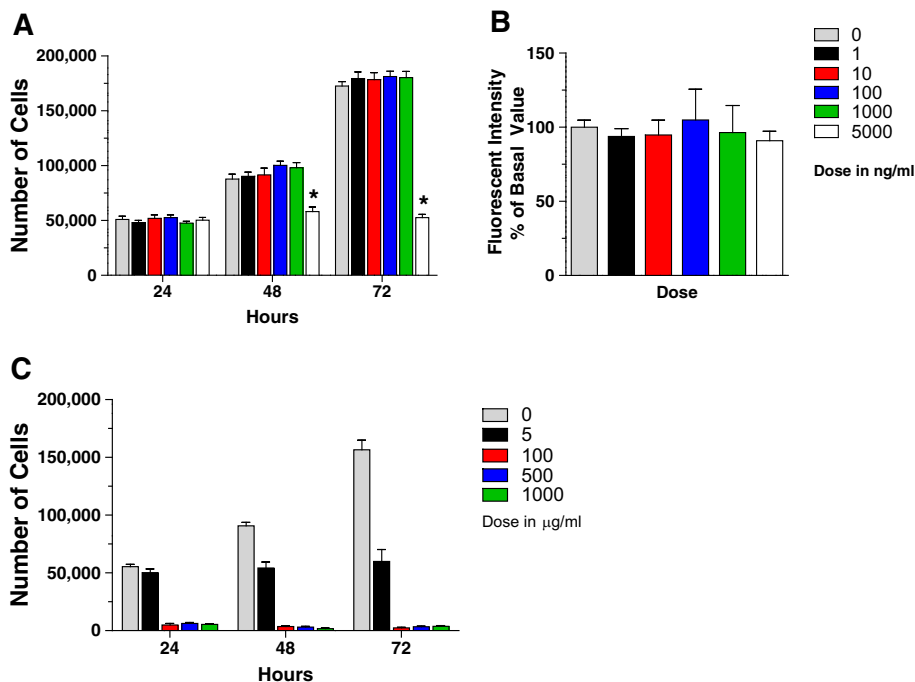 A
200,000
150,000
100,000
50,000
0
Number of Cells
*
*
24 48 72
Hours
B
150
100
50
0
Fluorescent Intensity
% of Basal Value
Dose
0
1
10
100
1000
5000
Dose in ng/ml
C
200,000
150,000
100,000
50,000
0
Number of Cells
24 48 72
Hours
0
5
100
500
1000
Dose in μg/ml